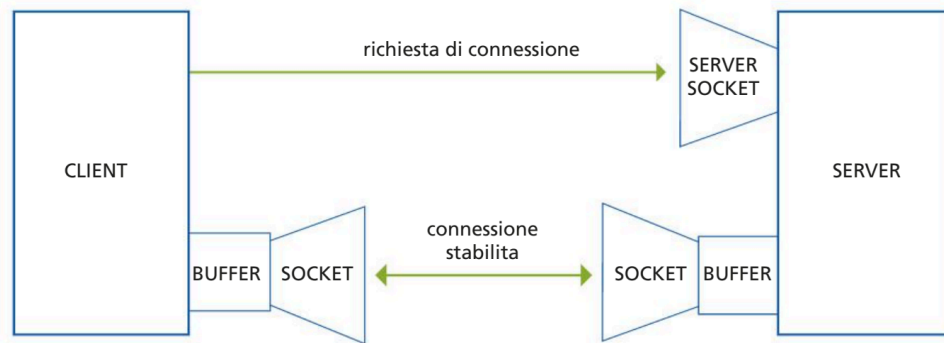 richiesta di connessione
SERVER
SOCKET
CLIENT
SERVER
connessione
stabilita
BUFFER
SOCKET
SOCKET
BUFFER